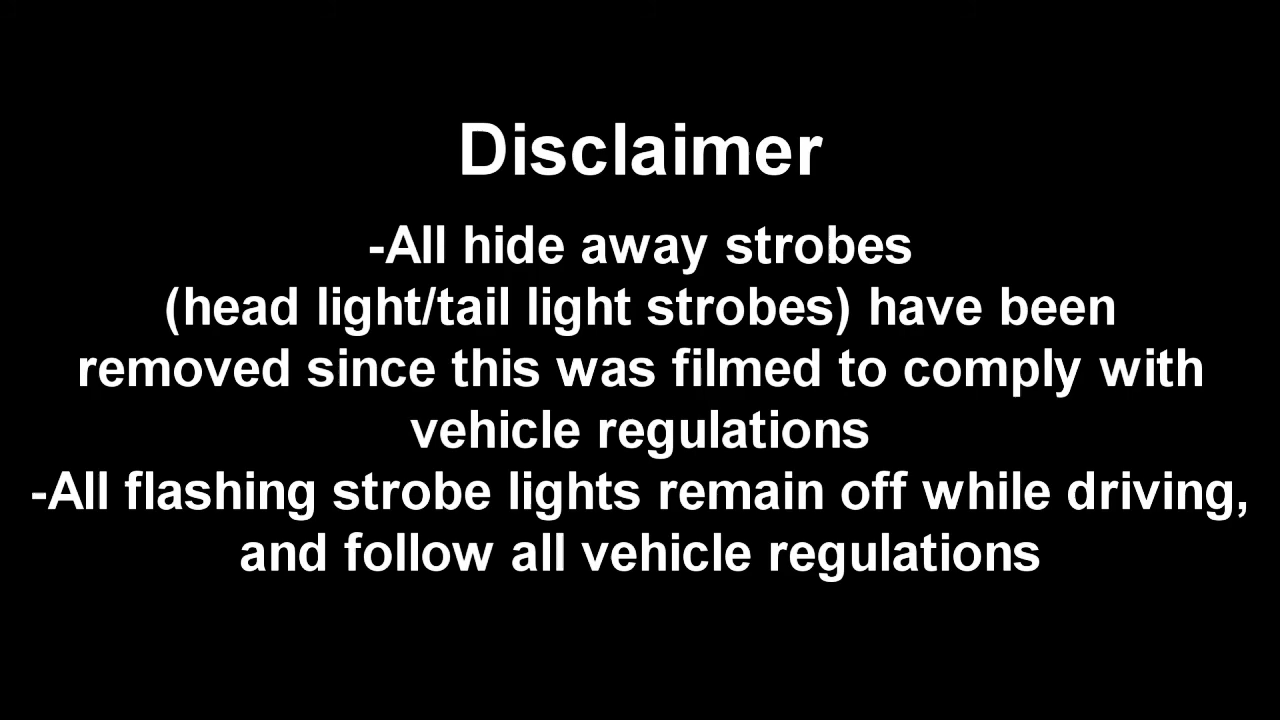 Disclaimer
-All hide away strobes
(head light/tail light strobes) have been
removed since this was filmed to comply with
vehicle regulations
-All flashing strobe lights remain off while driving,
and follow all vehicle regulations